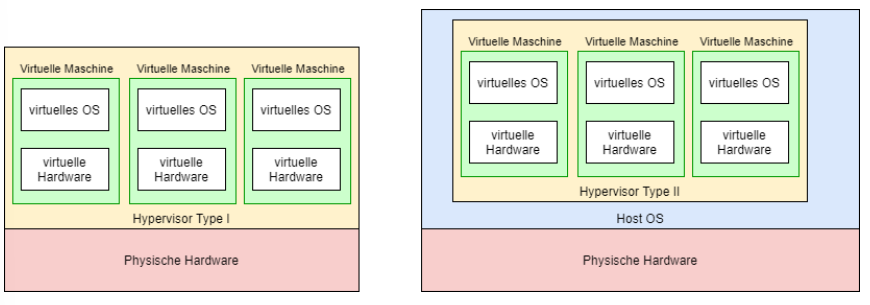 Virtuelle Maschine Virtuelle Maschine Virtuelle Maschine
virtuelles OS virtuelles OS virtuelles OS
virtuelle virtuelle virtuelle
Hardware Hardware Hardware
Hypervisor Type I
Physische Hardware
Virtuelle Maschine Virtuelle Maschine Virtuelle Maschine
virtuelles OS virtuelles OS virtuelles OS
virtuelle virtuelle virtuelle
Hardware Hardware Hardware
Hypervisor Type II
Host OS
Physische Hardware